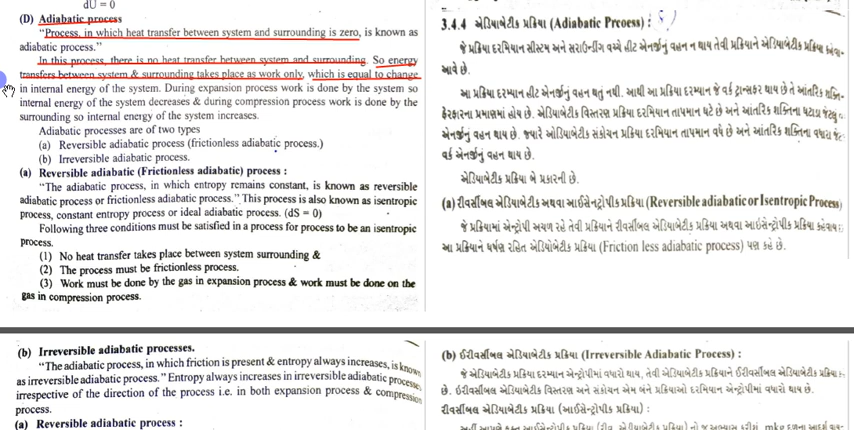 dU = 0
(D) Adiabatic process
"Process, in which heat transfer between system and surrounding is zero, is known as
adiabatic process."
In this process, there is no heat transfer between system and surrounding. So energy
transfers between system & surrounding takes place as work only, which is equal to change
in internal energy of the system. During expansion process work is done by the system so
internal energy of the system decreases & during compression process work is done by the
surrounding so internal energy of the system increases.
Adiabatic processes are of two types
(a) Reversible adiabatic process (frictionless adiabatic process.)
(b) Irreversible adiabatic process.
(a) Reversible adiabatic (Frictionless adiabatic) process :
"The adiabatic process, in which entropy remains constant, is known as reversible
adiabatic process or frictionless adiabatic process." This process is also known as isentropic
process, constant entropy process or ideal adiabatic process. (dS = 0)
Following three conditions must be satisfied in a process for process to be an isentropic
process.
(1) No heat transfer takes place between system surrounding &
(2) The process must be frictionless process.
(3) Work must be done by the gas in expansion process & work must be done on the
gas in compression process.
(b) Irreversible adiabatic processes.
"The adiabatic process, in which friction is present & entropy always increases, is known
as irreversible adiabatic process." Entropy always increases in irreversible adiabatic process
irrespective of the direction of the process i.e. in both expansion process & compression
process.
(a) Reversible adiabatic process :
3.4.4 એડિયાબેટીક પ્રક્રિયા (Adiabatic Proess) :
જે પ્રક્રિયા દરમિયાન સીસ્ટમ અને સરાઉન્ડીંગ વચ્ચે હીટ એનર્જીનું વહન ન થાય તેવી પ્રક્રિયાને એડિયાબેટીક પ્રક્રિયા
આવે છે.
આ પ્રક્રિયા દરમ્યાન હીટ એનર્જીનું વહન થતું નથી. આથી આ પ્રક્રિયા દરમ્યાન જે વર્ક ટ્રાન્સફર થાય છે તે આંતરિક શક્તિ-
ફેરફારના પ્રમાણમાં હોય છે. એડિયાબેટીક વિસ્તરણ પ્રક્રિયા દરમિયાન તાપમાન ઘટે છે અને આંતરિક શક્તિના ઘટાડા જેટલુ
એનર્જીનું વહન થાય છે. જ્યારે એડિયાબેટીક સંકોચન પ્રક્રિયા દરમિયાન તાપમાન વધે છે અને આંતરિક શક્તિના વધારા
વર્ક એનર્જીનું વહન થાય છે.
એડિયાબેટીક પ્રક્રિયા બે પ્રકારની છે.
(a) રીવર્સીબલ એડિયાબેટીક અથવા આઈસેન્ટ્રોપીક પ્રક્રિયા (Reversible adiabatic or Isentropic Process)
જે પ્રક્રિયામાં એન્ટ્રોપી અચળ રહે તેવી પ્રક્રિયાને રીવર્સીબલ એડિયાબેટીક પ્રક્રિયા અથવા આઈસેન્ટ્રોપીક પ્રક્રિયા
આ પ્રક્રિયાને ઘર્ષણ રહિત એડિયોબેટીક પ્રક્રિયા (Friction less adiabatic process) પણ કહે છે.
(b) ઈરીવર્સીબલ એડિયાબેટીક પ્રક્રિયા (Irreversible Adiabatic Process) :
જે એડિયાબેટીક પ્રક્રિયા દરમ્યાન એન્ટ્રોપીમાં વધારો થાય, તેવી એડિયાબેટીક પ્રક્રિયાને ઈરીવર્સીબલ એડિયાબેટીક પ્રક્રિયા
છે. ઈરીવર્સીબલ એડિયાબેટીક વિસ્તરણ અને સંકોચન એમ બંને પ્રક્રિયાઓ દરમિયાન એન્ટ્રોપીમાં વધારો થાય છે.
રીવર્સીબલ એડિયાબેટીક પ્રક્રિયા (આઈસેન્ટ્રોપીક પ્રક્રિયા) :